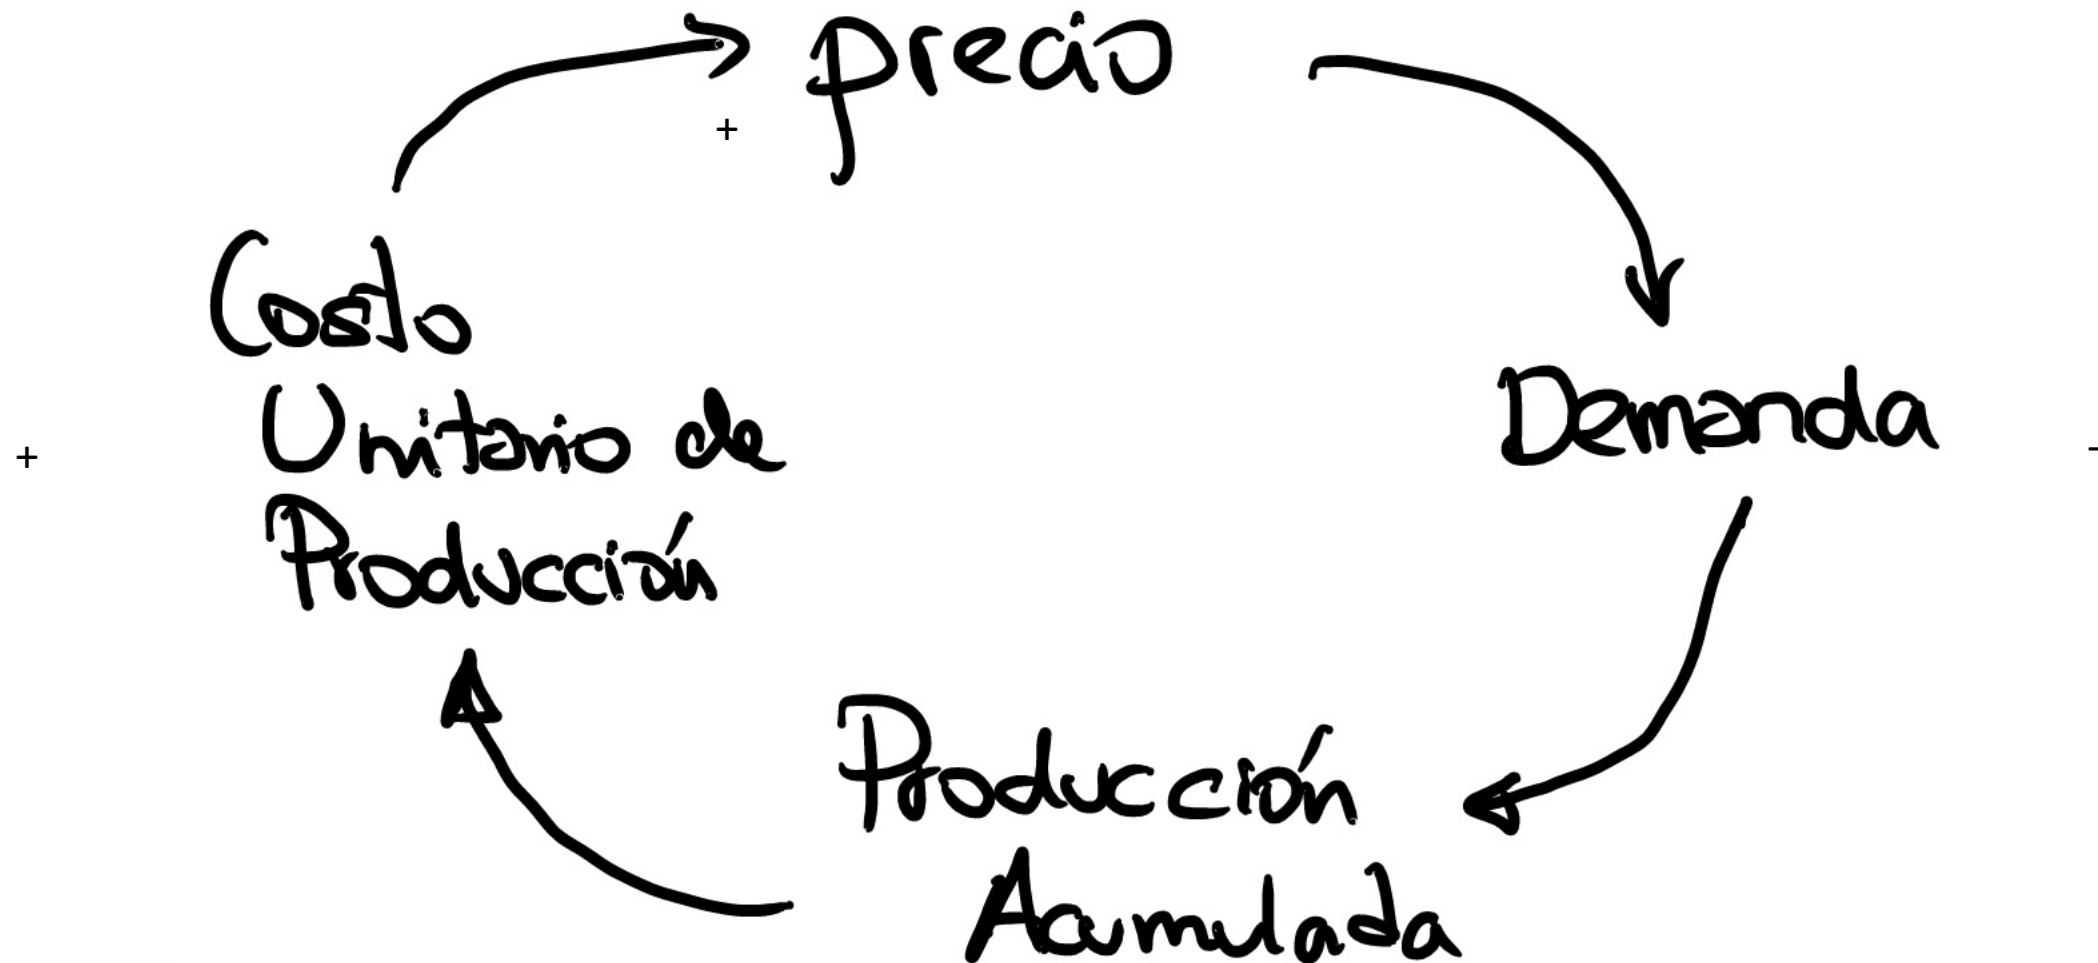 precio
+
Costo
Unitario de
Producción
+
Demanda
-
Producción
Acumulada